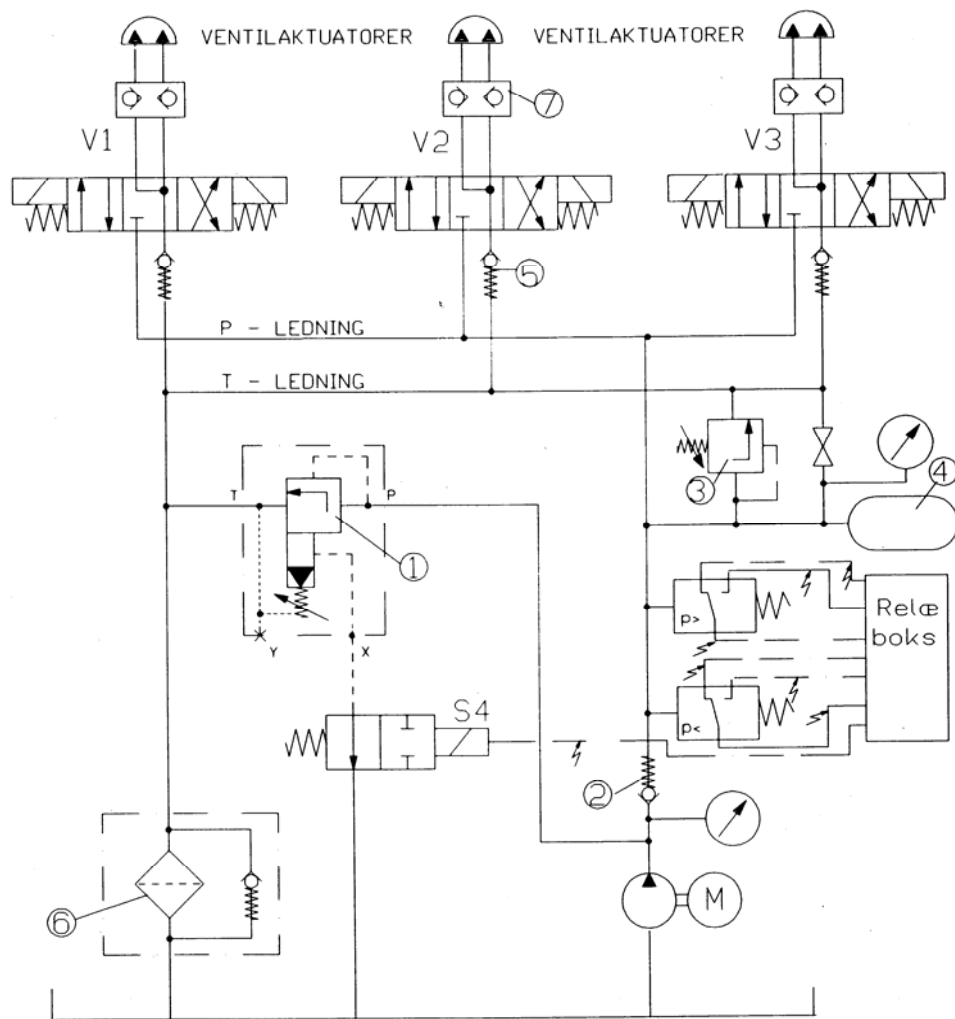 VENTILAKTUATORER
VENTILAKTUATORER
7
V1
V2
V3
5
P - LEDNING
T - LEDNING
3
4
T
P
1
Relæ
boks
P>
Y
X
S4
P<
2
6
M